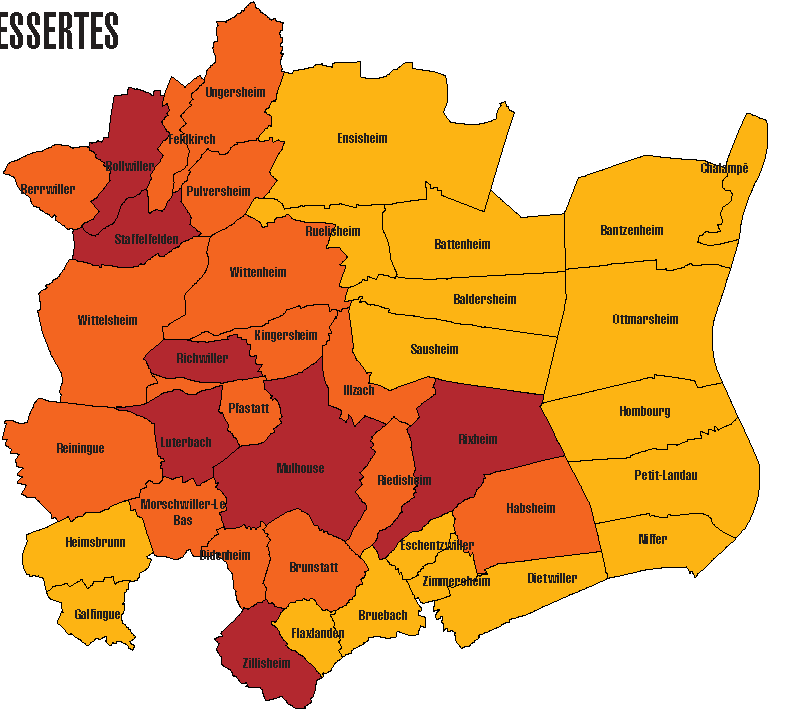 ESSERTES
Ungersheim
Feldkirch
Ensisheim
Bollwiller
Chalampé
Berrwiller
Pulversheim
Staffelfelden
Ruelisheim
Battenheim
Bantzenheim
Wittenheim
Baldersheim
Wittelsheim
Ottmarsheim
Kingersheim
Sausheim
Richwiller
Illzach
Pfastatt
Hombourg
Reiningue
Luterbach
Rixheim
Mulhouse
Riedisheim
Petit-Landau
Morschwiller-Le
Bas
Habsheim
Heimsbrunn
Niffer
Didenheim
Eschentzwiller
Brunstatt
Zimmersheim
Dietwiller
Galfingue
Bruebach
Flaxlanden
Zillisheim